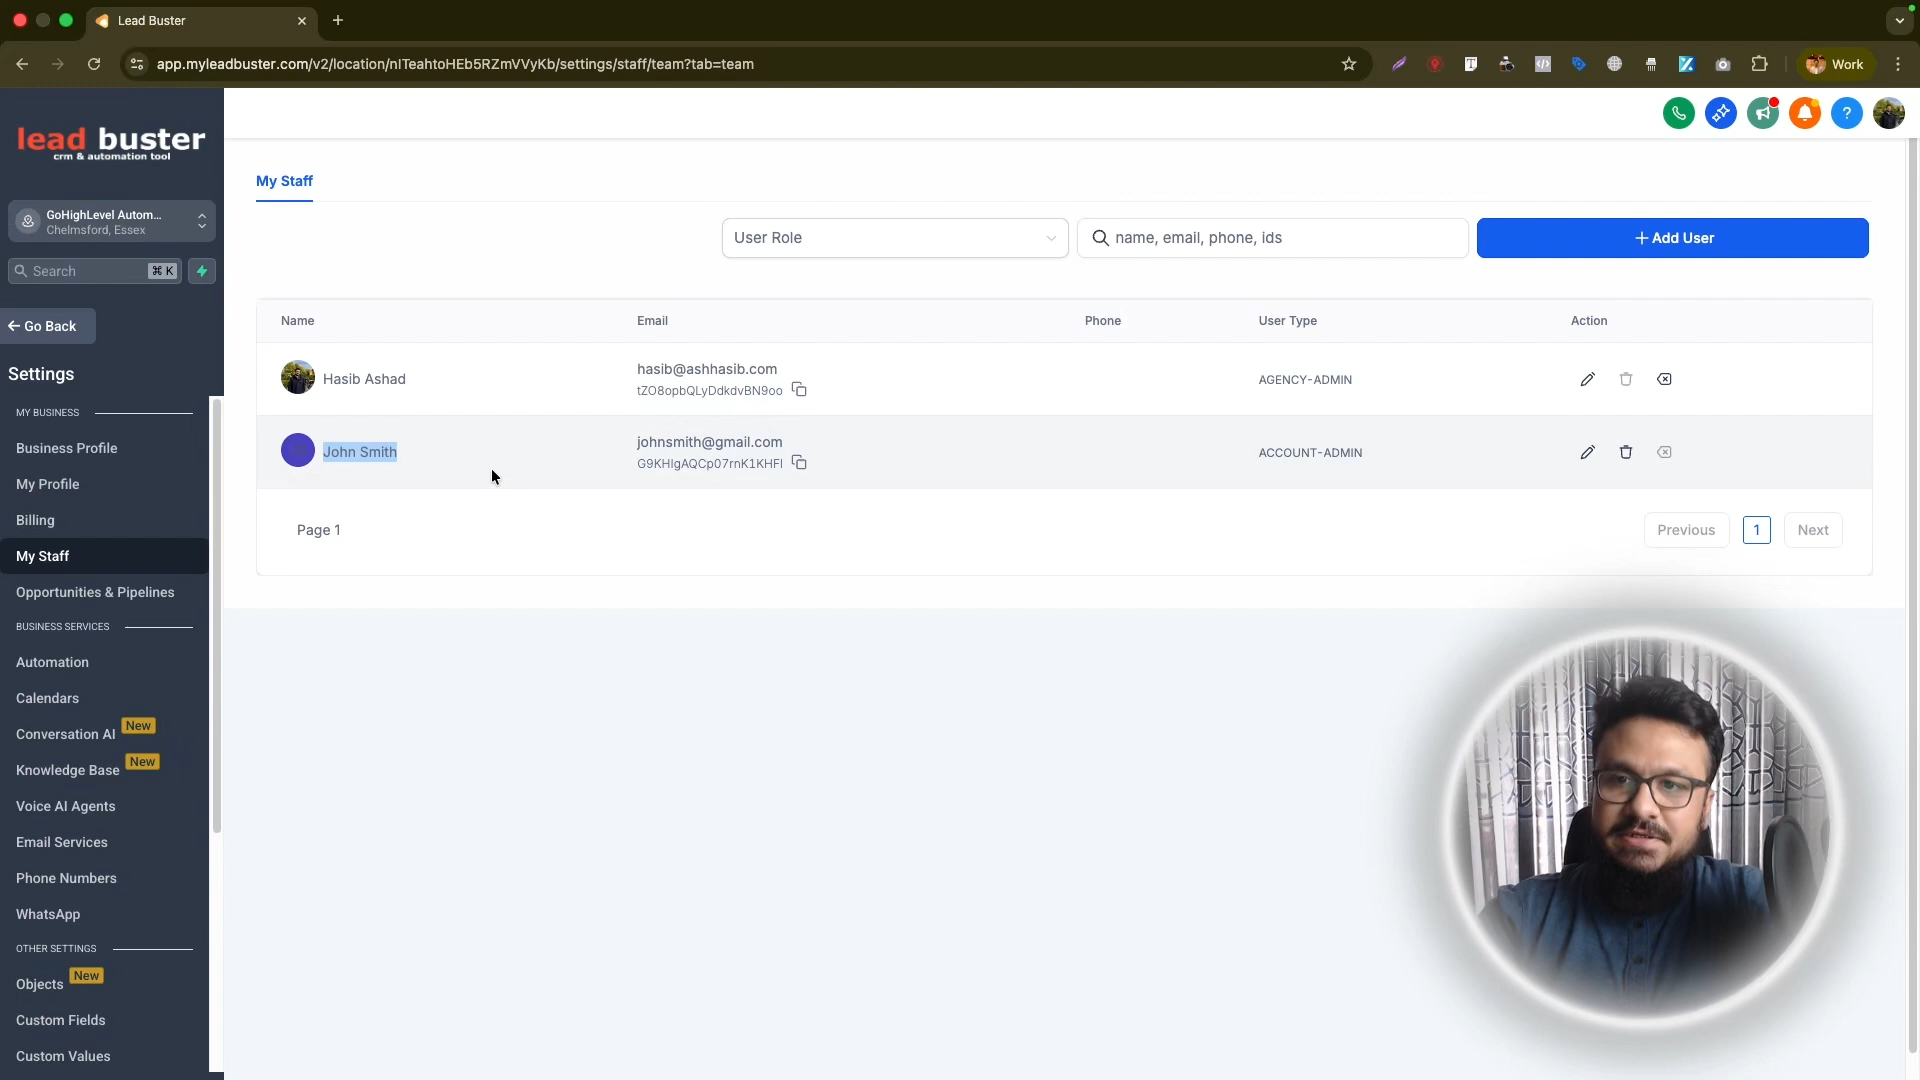 Lead Buster
app.myleadbuster.com/v2/location/nITeahtoHEb5RZmVVyKb/settings/staff/team?tab=team
Work
lead buster
crm & automation tool
GoHighLevel Autom...
Chelmsford, Essex
Search
⌘ K
Go Back
Settings
MY BUSINESS
Business Profile
My Profile
Billing
My Staff
Opportunities & Pipelines
BUSINESS SERVICES
Automation
Calendars
Conversation AI New
Knowledge Base New
Voice AI Agents
Email Services
Phone Numbers
WhatsApp
OTHER SETTINGS
Objects New
Custom Fields
Custom Values
My Staff
User Role
name, email, phone, ids
+ Add User
Name Email Phone User Type Action
Hasib Ashad hasib@ashhasib.com AGENCY-ADMIN
tZO8opbQLyDdkdvBN9oo
John Smith johnsmith@gmail.com ACCOUNT-ADMIN
G9KHIgAQCp07rnK1KHFI
Page 1
Previous 1 Next